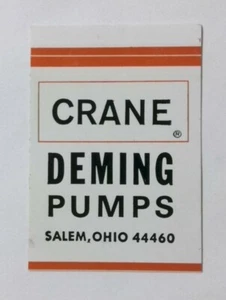 CRANE®
DEMING
PUMPS
SALEM, OHIO 44460